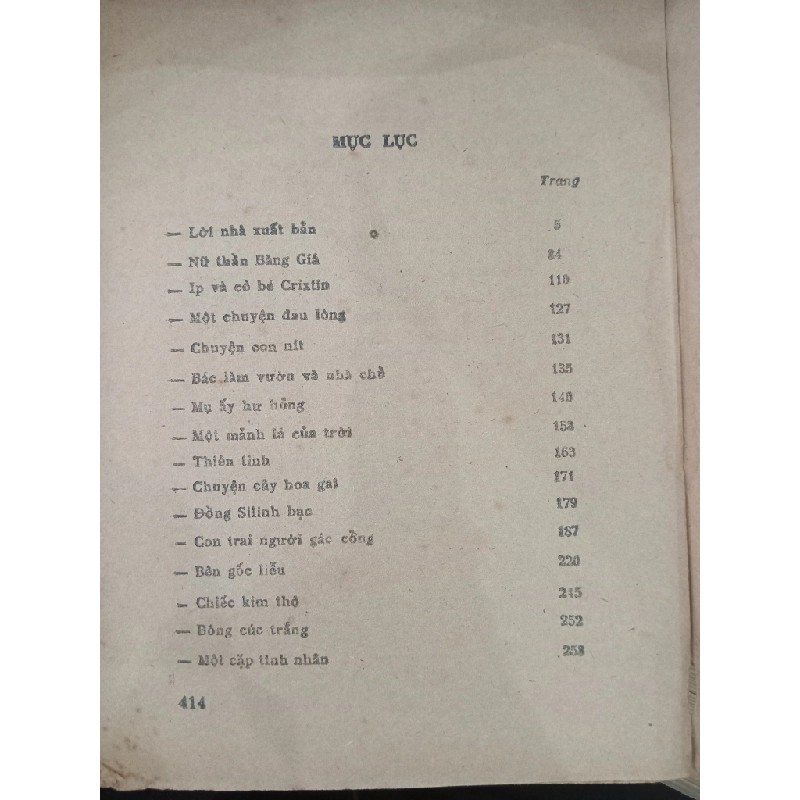 MỤC LỤC
Trang
— Lời nhà xuất bản 5
— Nữ thần Băng Giá 24
— Ip và cô bé Crixtin 110
— Một chuyện đau lòng 127
— Chuyện con nít 131
— Bác làm vườn và nhà chủ 135
— Mụ ấy hư hỏng 140
— Một mảnh lá của trời 153
— Thiên tình 163
— Chuyện cây hoa gai 171
— Đồng Silinh bạc 179
— Con trai người gác cổng 187
— Bên gốc liễu 220
— Chiếc kim thô 245
— Bông cúc trắng 252
— Một cặp tình nhân 258
414